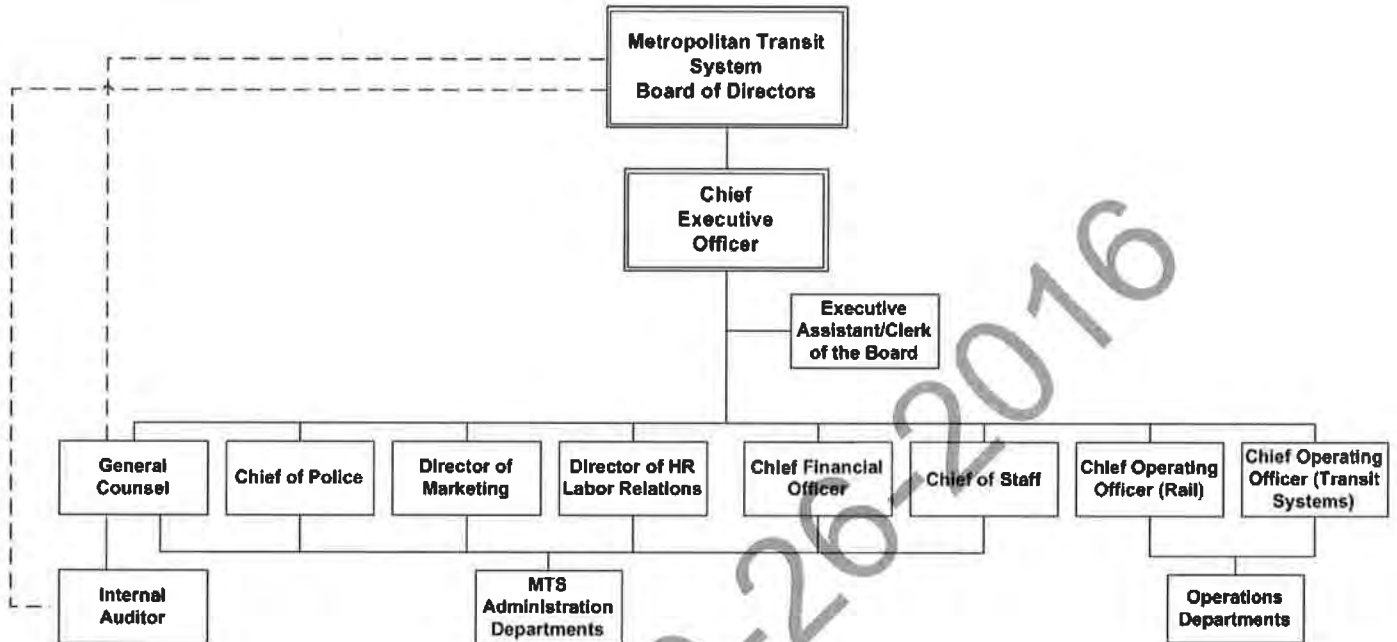 Metropolitan Transit
System
Board of Directors
Chief
Executive
Officer
Executive
Assistant/Clerk
of the Board
General
Counsel
Chief of Police
Director of
Marketing
Director of HR
Labor Relations
Chief Financial
Officer
Chief of Staff
Chief Operating
Officer (Rail)
Chief Operating
Officer (Transit
Systems)
Internal
Auditor
MTS
Administration
Departments
Operations
Departments
-26-2016